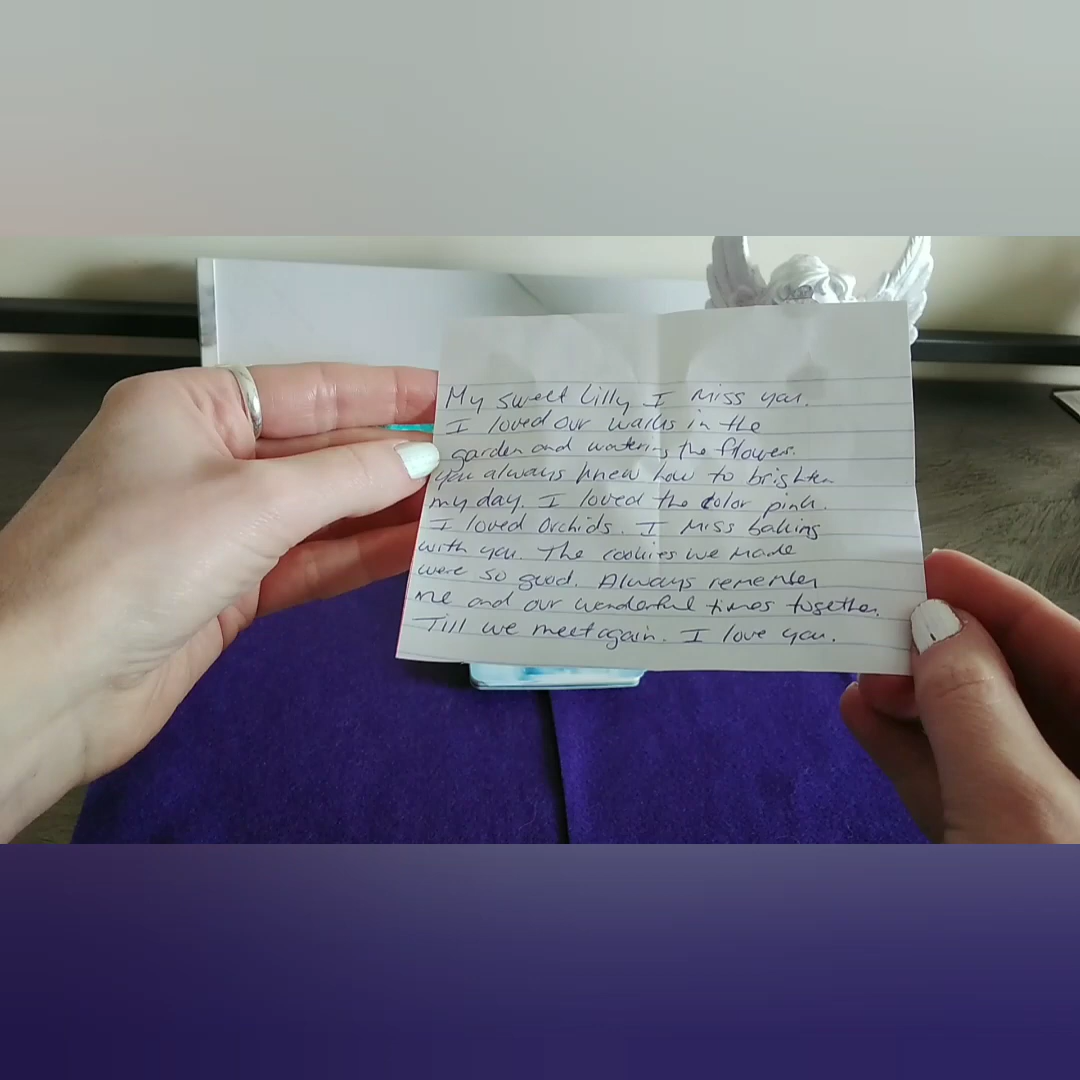 My sweet Lilly I miss you.
I loved our walks in the
garden and watering the flowers.
you always knew how to brighten
my day. I loved the color pink.
I loved Orchids. I miss baking
with you. The cookies we made
were so good. Always remember
me and our wonderful times together.
Till we meet again. I love you.